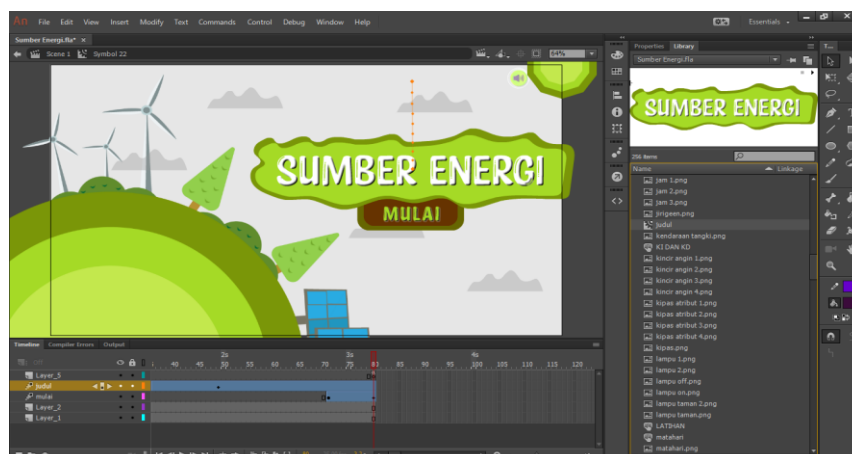 An File Edit View Insert Modify Text Commands Control Debug Window Help
Essentials
Sumber Energi.fla* ×
Scene 1 Symbol 22
64%
SUMBER ENERGI
MULAI
Properties Library
Sumber Energi.fla
SUMBER ENERGI
256 items
Name Linkage
jam 1.png
jam 2.png
jam 3.png
jirigeen.png
judul
kendaraan tangki.png
KI DAN KD
kincir angin 1.png
kincir angin 2.png
kincir angin 3.png
kincir angin 4.png
kipas atribut 1.png
kipas atribut 2.png
kipas atribut 3.png
kipas atribut 4.png
kipas.png
lampu 1.png
lampu 2.png
lampu off.png
lampu on.png
lampu taman 2.png
lampu taman.png
LATIHAN
matahari
matahari.png
Timeline Compiler Errors Output
2s 3s 4s
40 45 50 55 60 65 70 75 85 90 95 100 105 110 115 120
Layer_5
judul
mulai
Layer_2
Layer_1